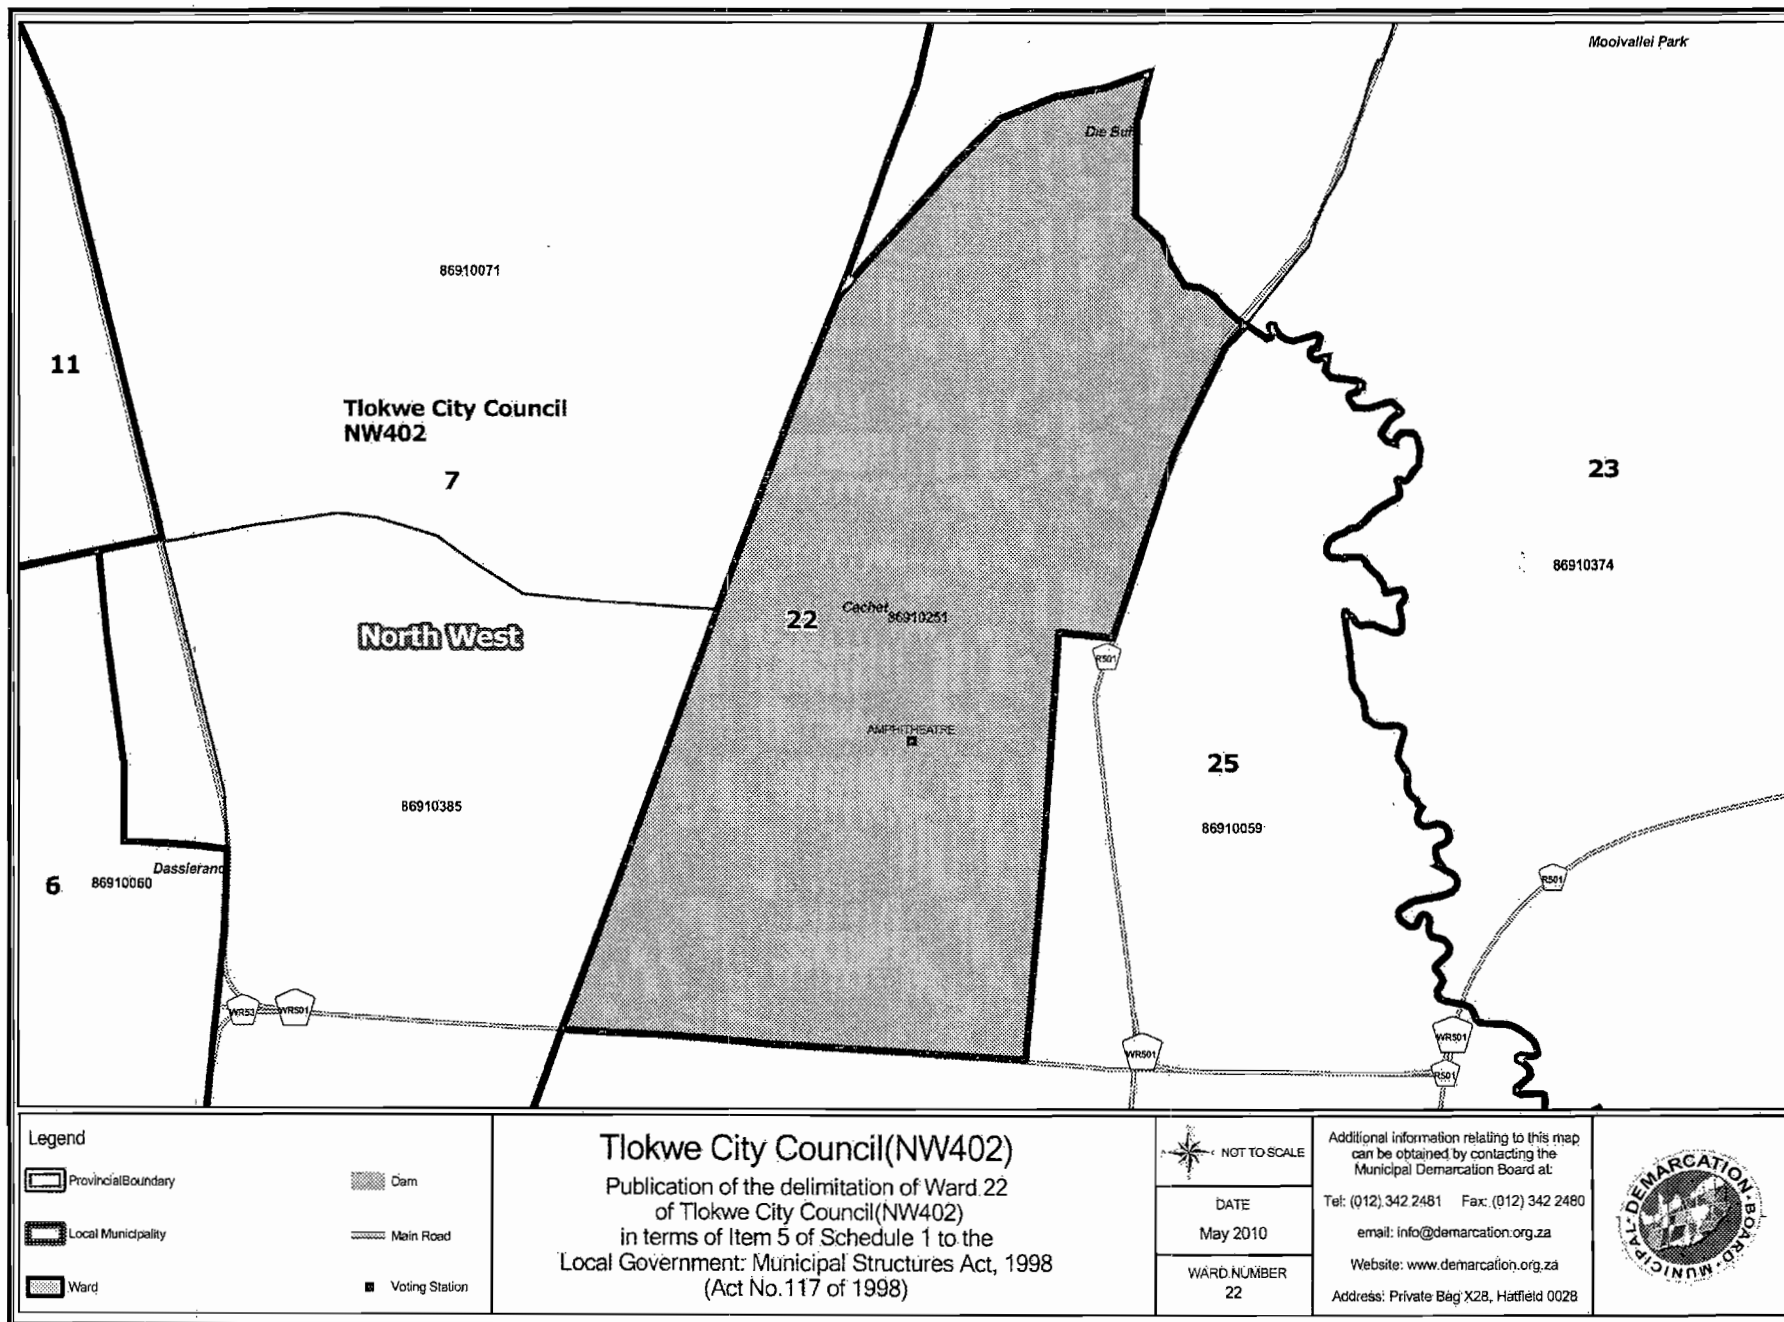 Mooivallei Park
86910071
11
Tlokwe City Council
NW402
7
23
86910374
North West
22
Cachet
86910251
R501
AMPHITHEATRE
25
86910059
86910385
Dassierand
6
86910060
R501
WR53
WR501
WR501
WR501
R501
Legend
Provincial Boundary
Local Municipality
Ward
Dam
Main Road
Voting Station
Tlokwe City Council(NW402)
Publication of the delimitation of Ward 22
of Tlokwe City Council(NW402)
in terms of Item 5 of Schedule 1 to the
Local Government: Municipal Structures Act, 1998
(Act No.117 of 1998)
NOT TO SCALE
DATE
May 2010
WARD NUMBER
22
Additional information relating to this map
can be obtained by contacting the
Municipal Demarcation Board at:
Tel: (012) 342 2481 Fax: (012) 342 2480
email: info@demarcation.org.za
Website: www.demarcation.org.za
Address: Private Bag X28, Hatfield 0028
MUNICIPAL DEMARCATION BOARD